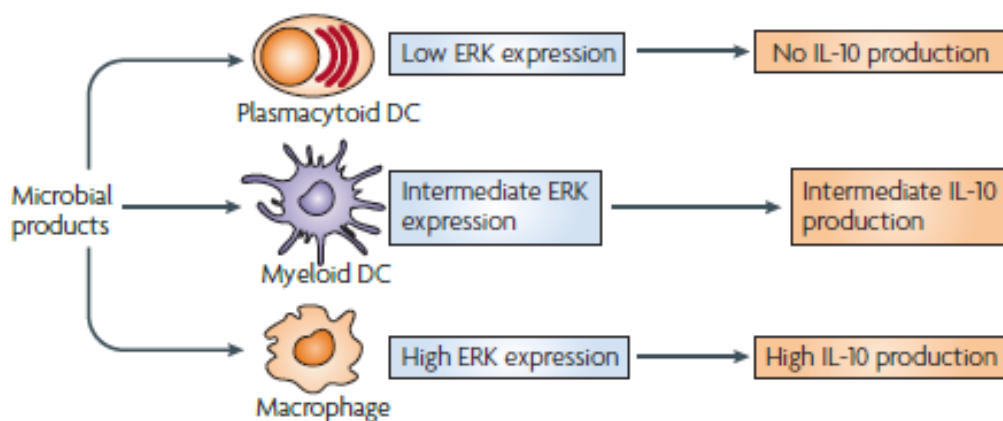 Low ERK expression
No IL-10 production
Plasmacytoid DC
Microbial
products
Intermediate ERK
expression
Intermediate IL-10
production
Myeloid DC
High ERK expression
High IL-10 production
Macrophage